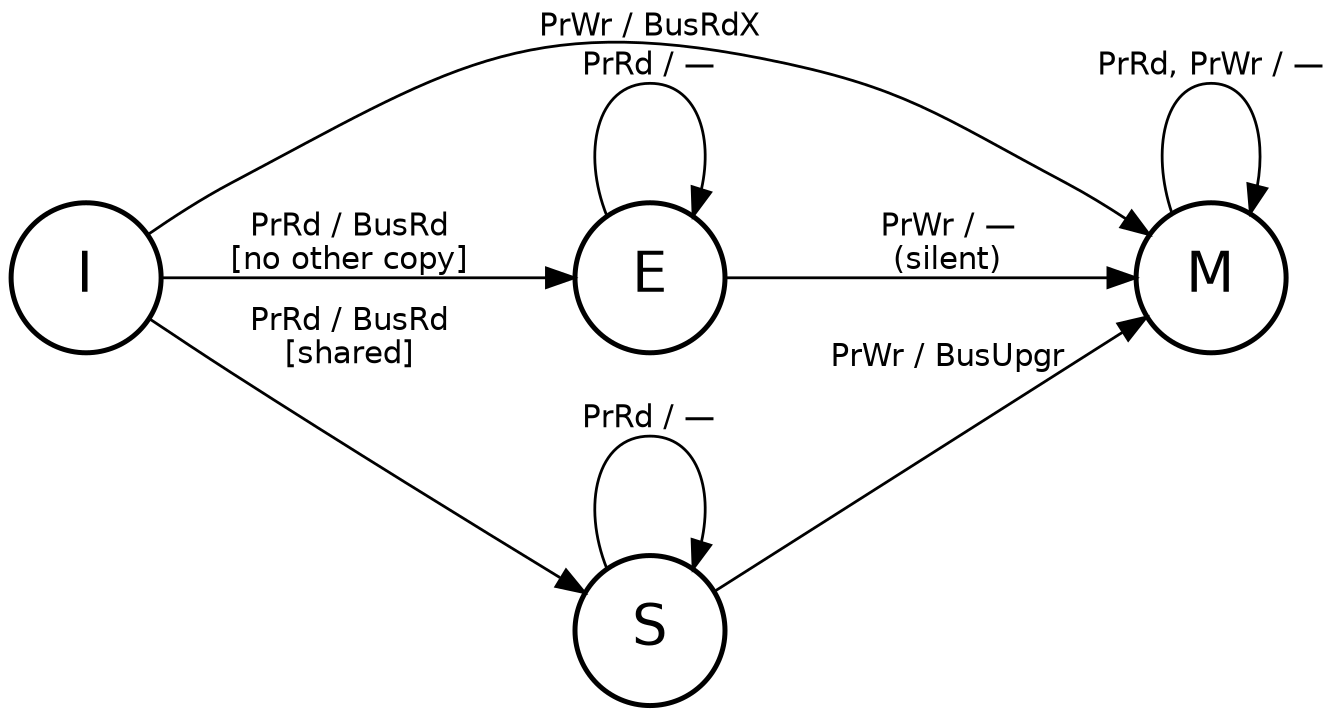 PrWr / BusRdX
PrRd / —
PrRd, PrWr / —
PrRd / BusRd
[no other copy]
PrWr / —
(silent)
I
E
M
PrRd / BusRd
[shared]
PrWr / BusUpgr
PrRd / —
S